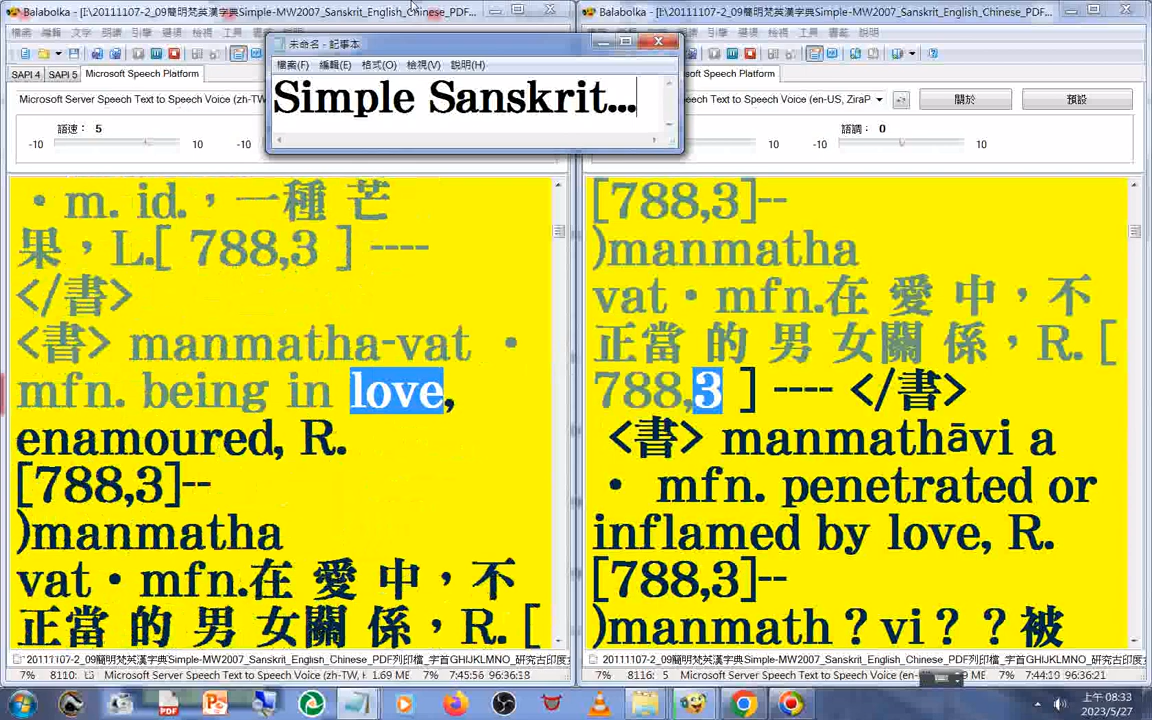 Balabolka - [I:\20111107-2_09簡明梵英漢字典Simple-MW2007_Sanskrit_English_Chinese_PDF...
Balabolka - [I:\20111107-2_09簡明梵英漢字典Simple-MW2007_Sanskrit_English_Chinese_PDF...
未命名 - 記事本
檔案(F) 編輯(E) 格式(O) 檢視(V) 說明(H)
Simple Sanskrit...
SAPI 4 SAPI 5 Microsoft Speech Platform
Speech Platform
Microsoft Server Speech Text to Speech Voice (zh-TW
eech Text to Speech Voice (en-US, ZiraP
關於
預設
語速： 5
-10 10 -10
語調： 0
10 -10 10
• m. id.，一種 芒
果，L.[ 788,3 ] ----
</書>
<書> manmatha-vat •
mfn. being in love,
enamoured, R.
[788,3]--
)manmatha
vat • mfn.在 愛 中，不
正當 的 男 女關 係，R. [
[788,3]--
)manmatha
vat • mfn.在 愛 中，不
正當 的 男 女關 係，R. [
788,3 ] ---- </書>
<書> manmathāvi a
• mfn. penetrated or
inflamed by love, R.
[788,3]--
)manmath？vi？？被
20111107-2_09簡明梵英漢字典Simple-MW2007_Sanskrit_English_Chinese_PDF列印檔_字首GHIJKLMNO_研究古印度
20111107-2_09簡明梵英漢字典Simple-MW2007_Sanskrit_English_Chinese_PDF列印檔_字首GHIJKLMNO_研究古印度
7% 8110: Microsoft Server Speech Text to Speech Voice (zh-TW, 1.69 ME 7% 7:45:56 96:36:18
7% 8116: 5 Microsoft Server Speech Text to Speech Voice 7% 96:36:21
上午 08:33
2023/5/27